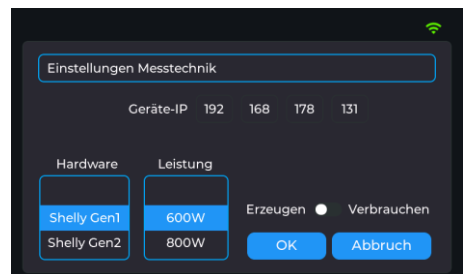 Einstellungen Messtechnik
Geräte-IP 192 168 178 131
Hardware Leistung
Shelly Gen1 600W
Erzeugen Verbrauchen
Shelly Gen2 800W
OK Abbruch